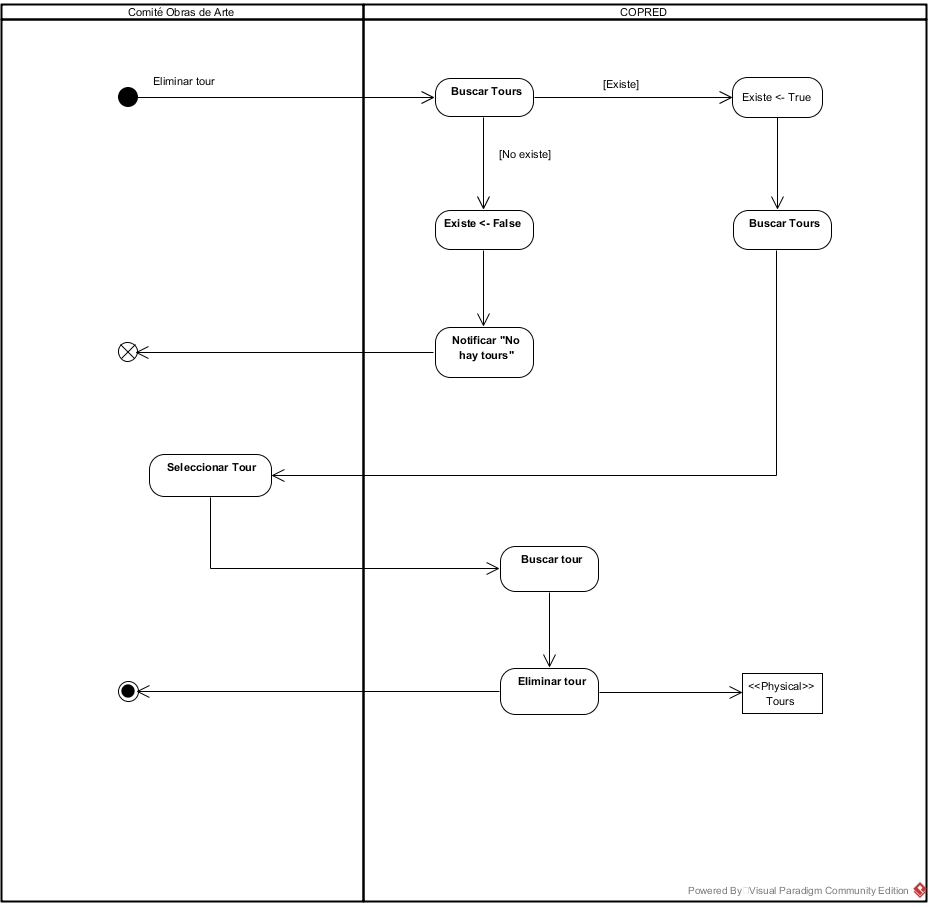 Comité Obras de Arte
COPRED
Eliminar tour
Buscar Tours
[Existe]
Existe <- True
[No existe]
Existe <- False
Buscar Tours
Notificar "No
hay tours"
Seleccionar Tour
Buscar tour
Eliminar tour
<<Physical>>
Tours
Powered By Visual Paradigm Community Edition